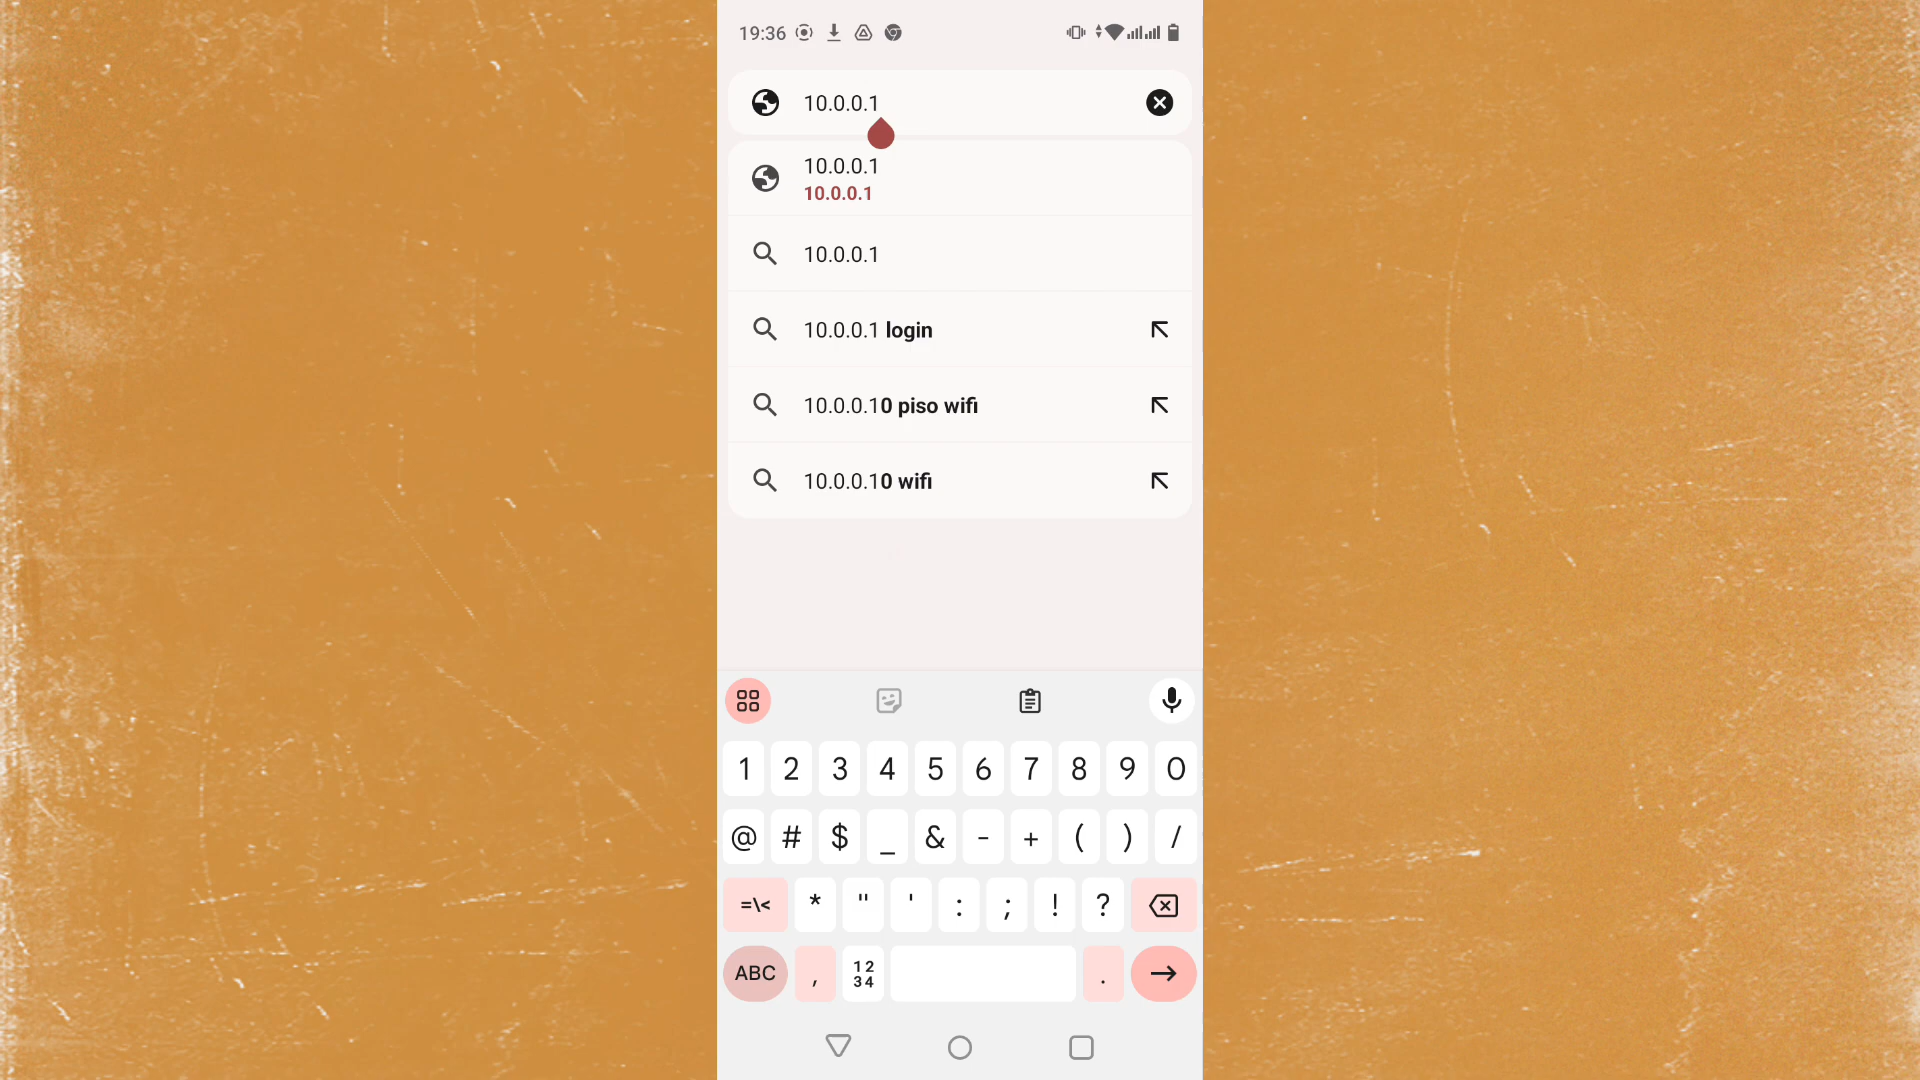 19:36
10.0.0.1
10.0.0.1
10.0.0.1
10.0.0.1
10.0.0.1 login
10.0.0.10 piso wifi
10.0.0.10 wifi
1 2 3 4 5 6 7 8 9 0
@ # $ _ & - + ( ) /
=\< * " ' : ; ! ?
ABC , 12 34 .